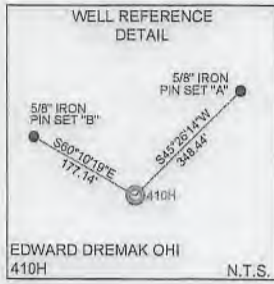 WELL REFERENCE
DETAIL
5/8" IRON
PIN SET "A"
5/8" IRON
PIN SET "B"
S60°10'19"E
177.14'
S45°26'14"W
348.44'
410H
EDWARD DREMAK OHI
410H
N.T.S.